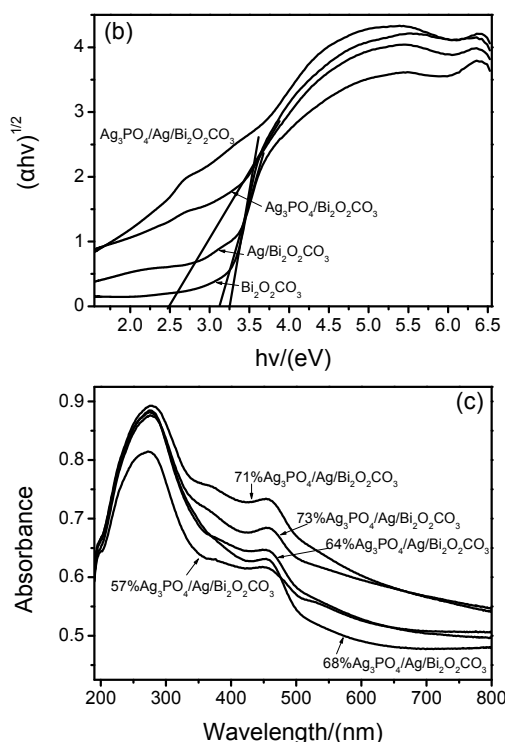 (b)
(αhν)^1/2
4
3
2
1
0
Ag₃PO₄/Ag/Bi₂O₂CO₃
Ag₃PO₄/Bi₂O₂CO₃
Ag/Bi₂O₂CO₃
Bi₂O₂CO₃
2.0 2.5 3.0 3.5 4.0 4.5 5.0 5.5 6.0 6.5
hν/(eV)
(c)
Absorbance
0.9
0.8
0.7
0.6
0.5
71%Ag₃PO₄/Ag/Bi₂O₂CO₃
73%Ag₃PO₄/Ag/Bi₂O₂CO₃
64%Ag₃PO₄/Ag/Bi₂O₂CO₃
57%Ag₃PO₄/Ag/Bi₂O₂CO₃
68%Ag₃PO₄/Ag/Bi₂O₂CO₃
200 300 400 500 600 700 800
Wavelength/(nm)